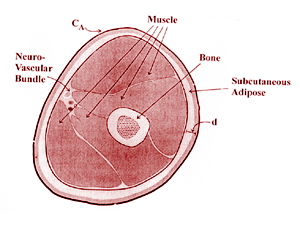 C_A
Muscle
Neuro-
Vascular
Bundle
Bone
Subcutaneous
Adipose
d